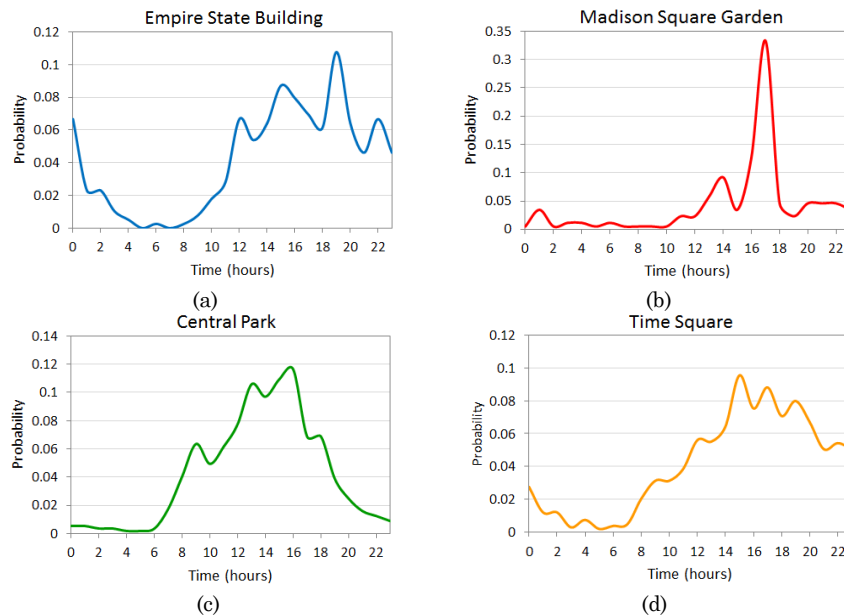 Empire State Building
0.12
0.1
0.08
0.06
0.04
0.02
0
Probability
0 2 4 6 8 10 12 14 16 18 20 22
Time (hours)
(a)
Madison Square Garden
0.35
0.3
0.25
0.2
0.15
0.1
0.05
0
Probability
0 2 4 6 8 10 12 14 16 18 20 22
Time (hours)
(b)
Central Park
0.14
0.12
0.1
0.08
0.06
0.04
0.02
0
Probability
0 2 4 6 8 10 12 14 16 18 20 22
Time (hours)
(c)
Time Square
0.12
0.1
0.08
0.06
0.04
0.02
0
Probability
0 2 4 6 8 10 12 14 16 18 20 22
Time (hours)
(d)